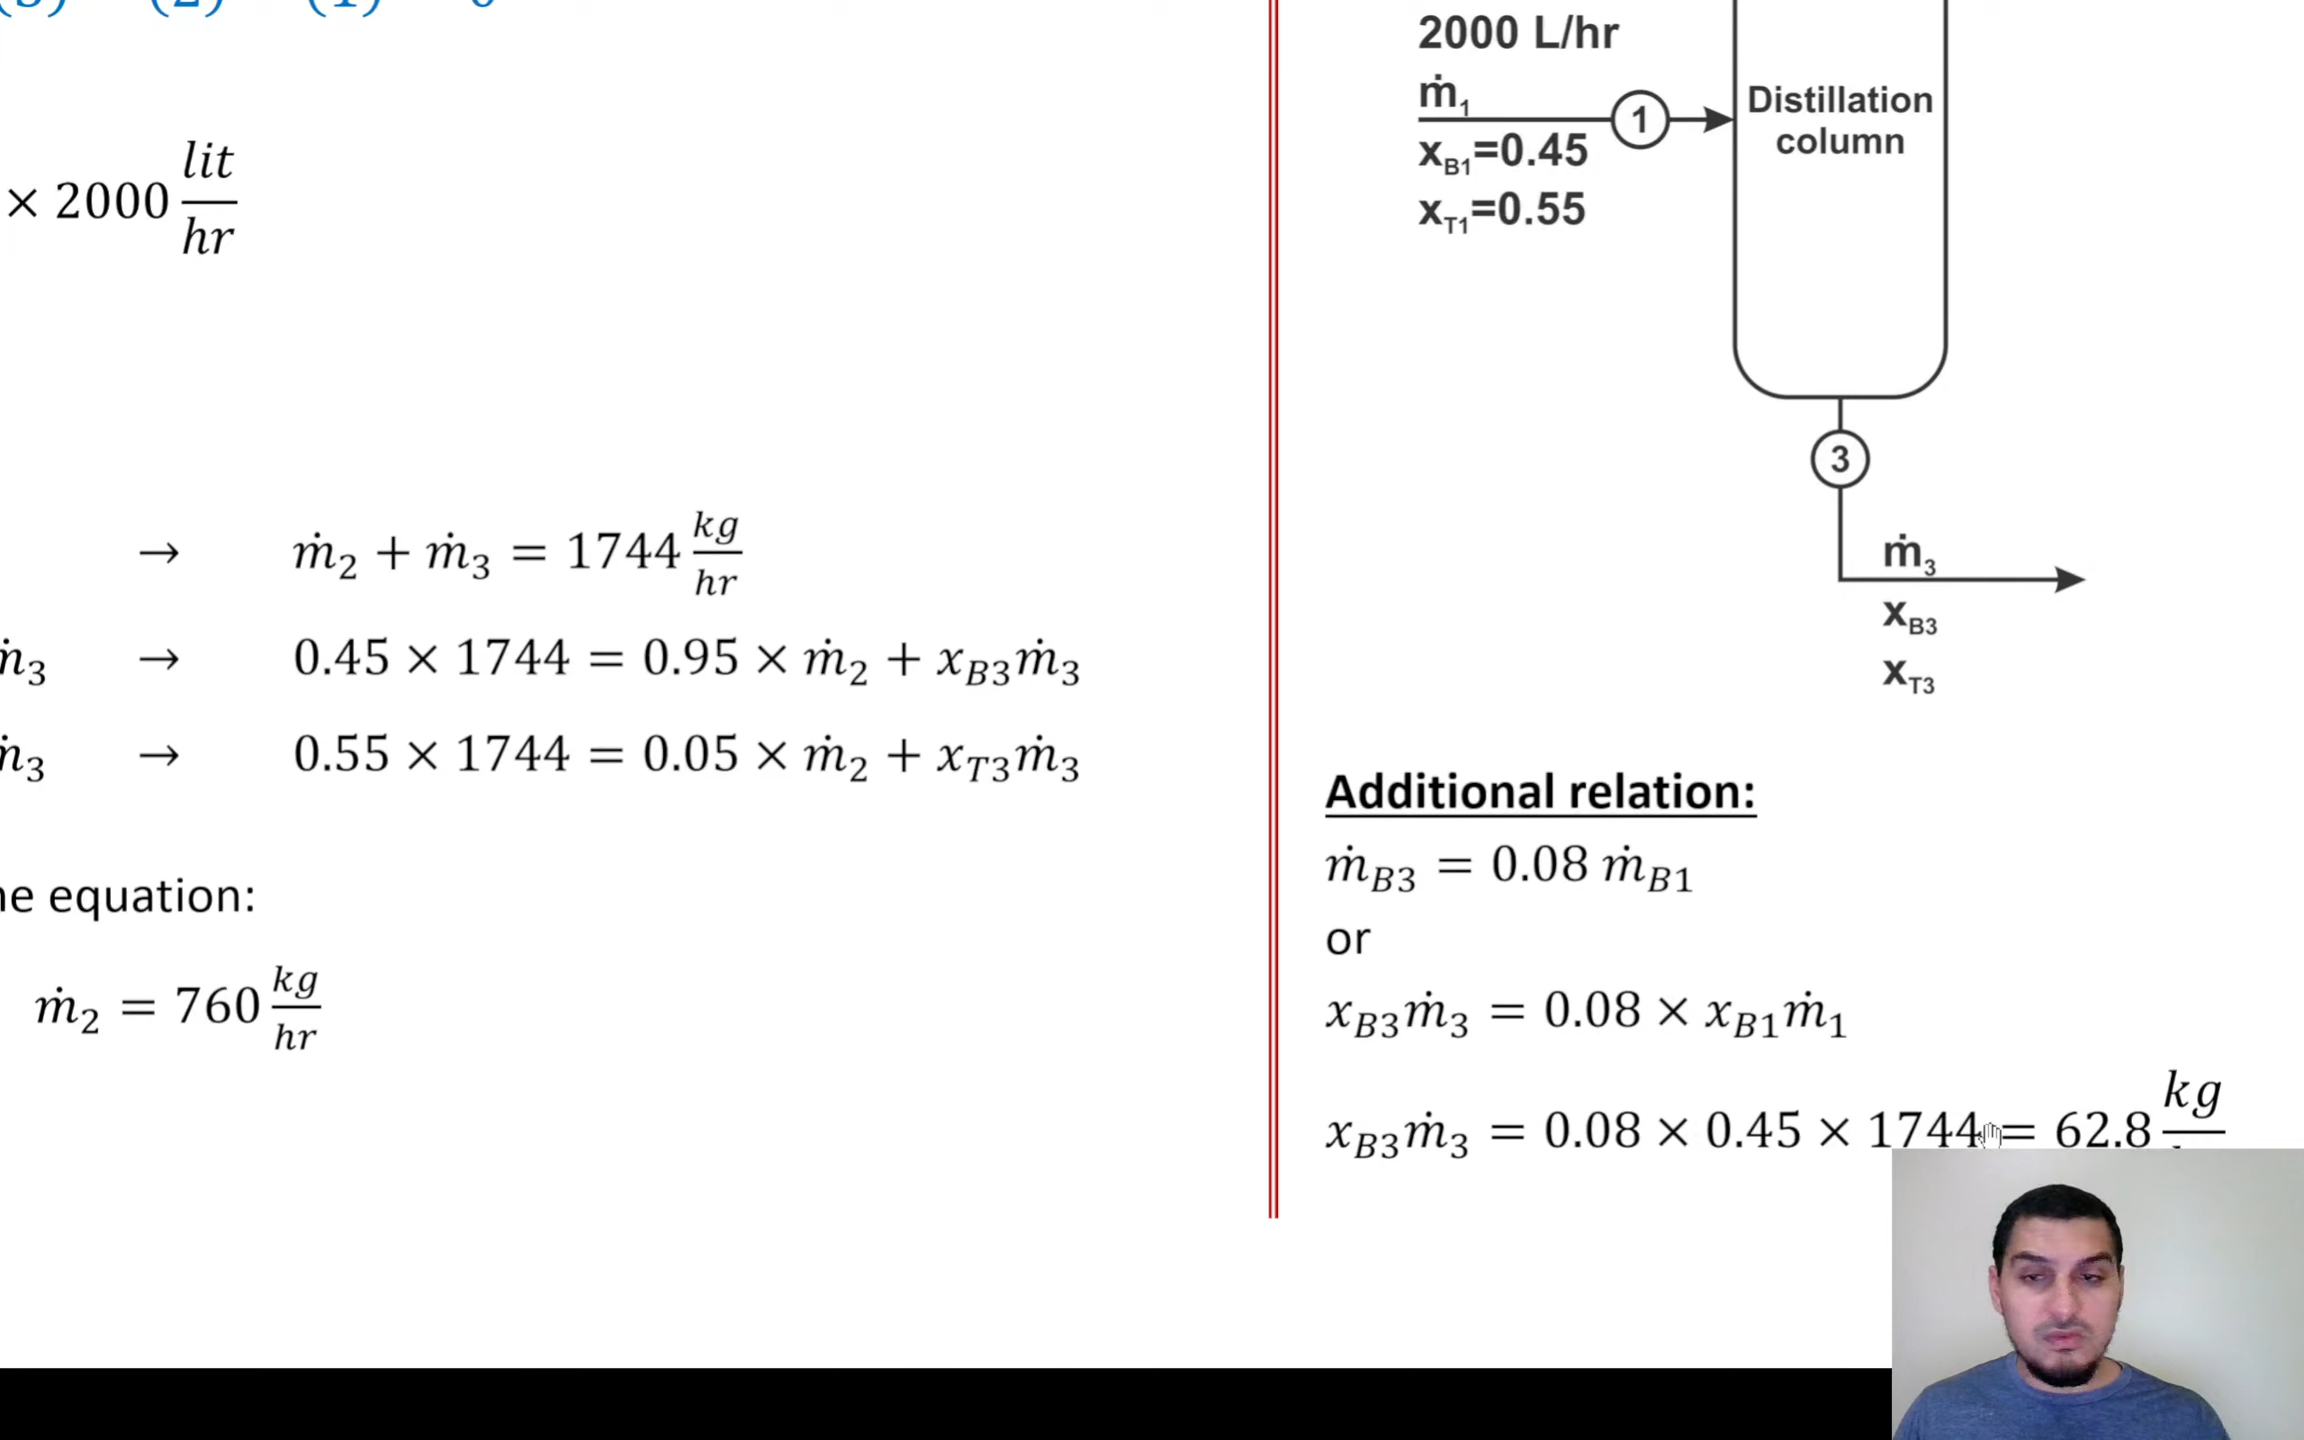 × 2000 lit/hr
→ ṁ₂ + ṁ₃ = 1744 kg/hr
ṁ₃ → 0.45 × 1744 = 0.95 × ṁ₂ + x_B3 ṁ₃
ṁ₃ → 0.55 × 1744 = 0.05 × ṁ₂ + x_T3 ṁ₃
equation:
ṁ₂ = 760 kg/hr
2000 L/hr
ṁ₁
1
x_B1=0.45
x_T1=0.55
Distillation
column
3
ṁ₃
x_B3
x_T3
Additional relation:
ṁ_B3 = 0.08 ṁ_B1
or
x_B3 ṁ₃ = 0.08 × x_B1 ṁ₁
x_B3 ṁ₃ = 0.08 × 0.45 × 1744 = 62.8 kg